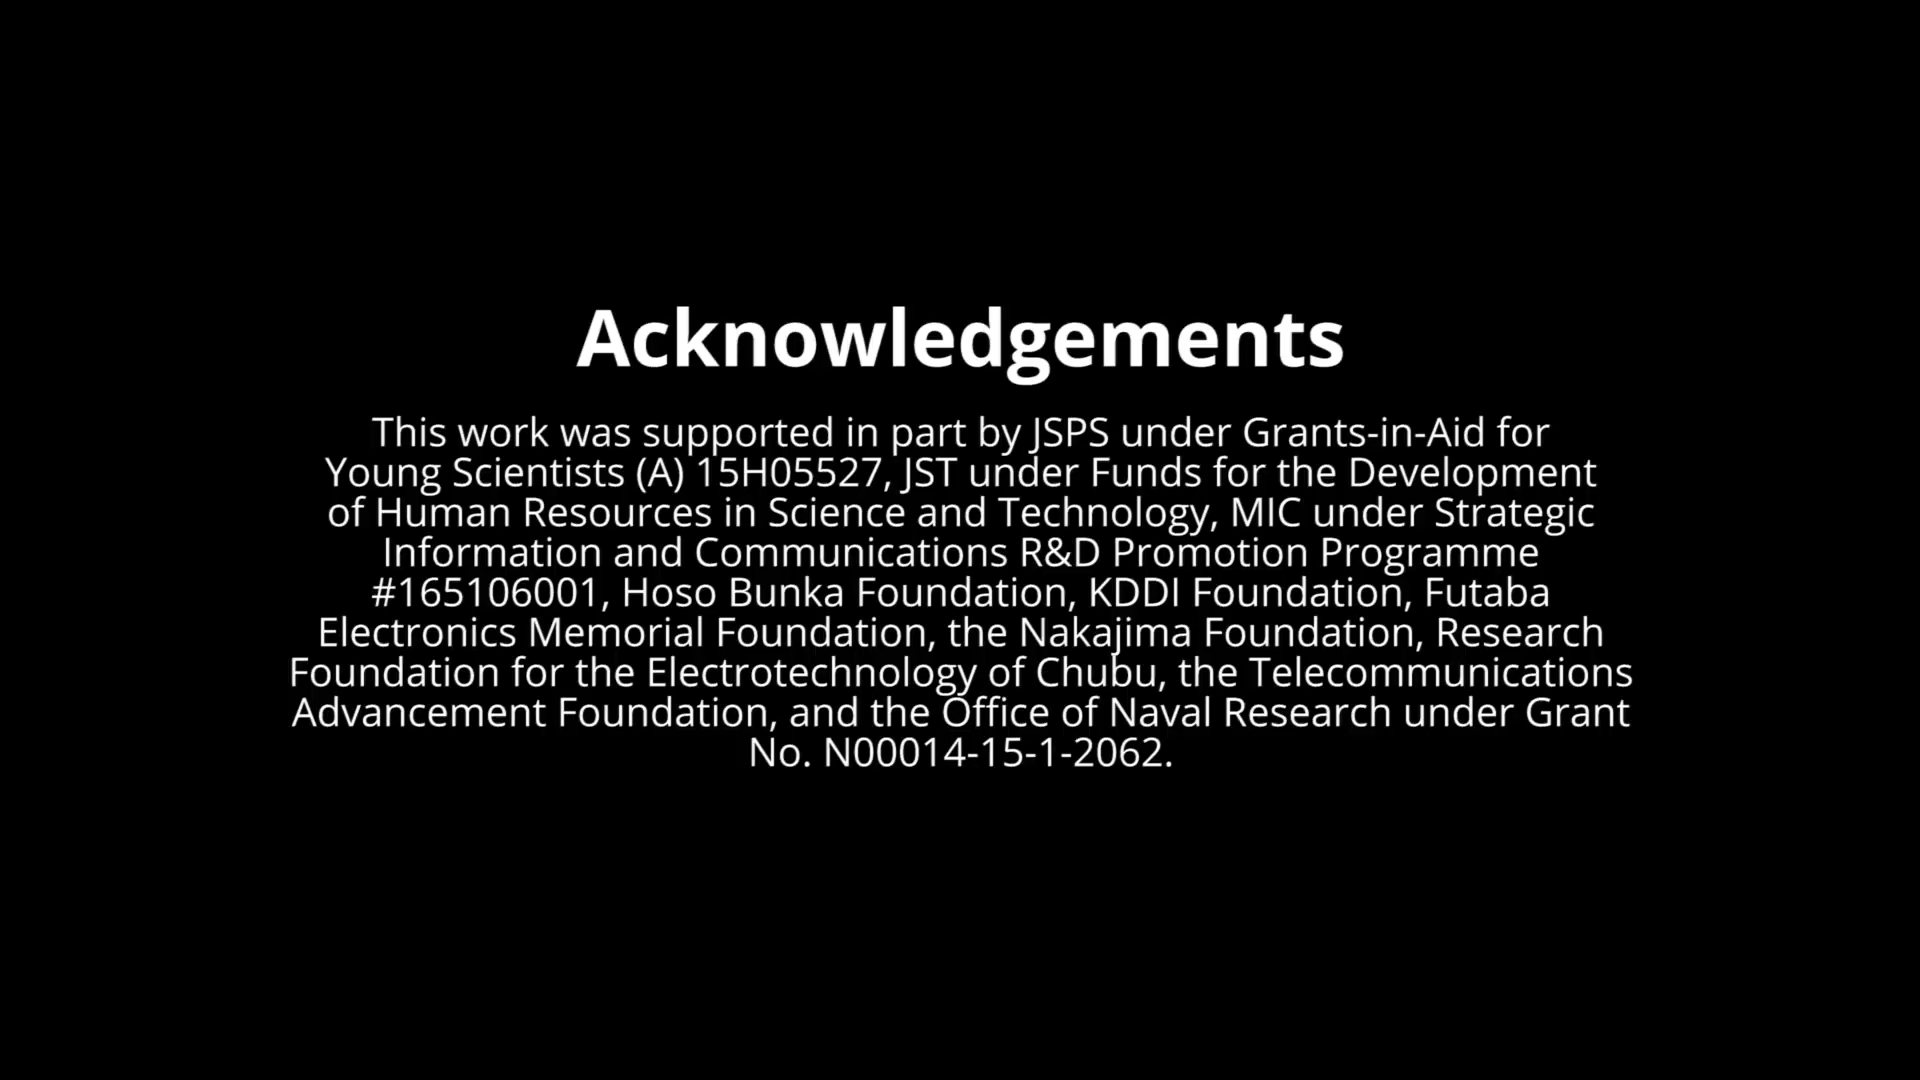 Acknowledgements
This work was supported in part by JSPS under Grants-in-Aid for
Young Scientists (A) 15H05527, JST under Funds for the Development
of Human Resources in Science and Technology, MIC under Strategic
Information and Communications R&D Promotion Programme
#165106001, Hoso Bunka Foundation, KDDI Foundation, Futaba
Electronics Memorial Foundation, the Nakajima Foundation, Research
Foundation for the Electrotechnology of Chubu, the Telecommunications
Advancement Foundation, and the Office of Naval Research under Grant
No. N00014-15-1-2062.